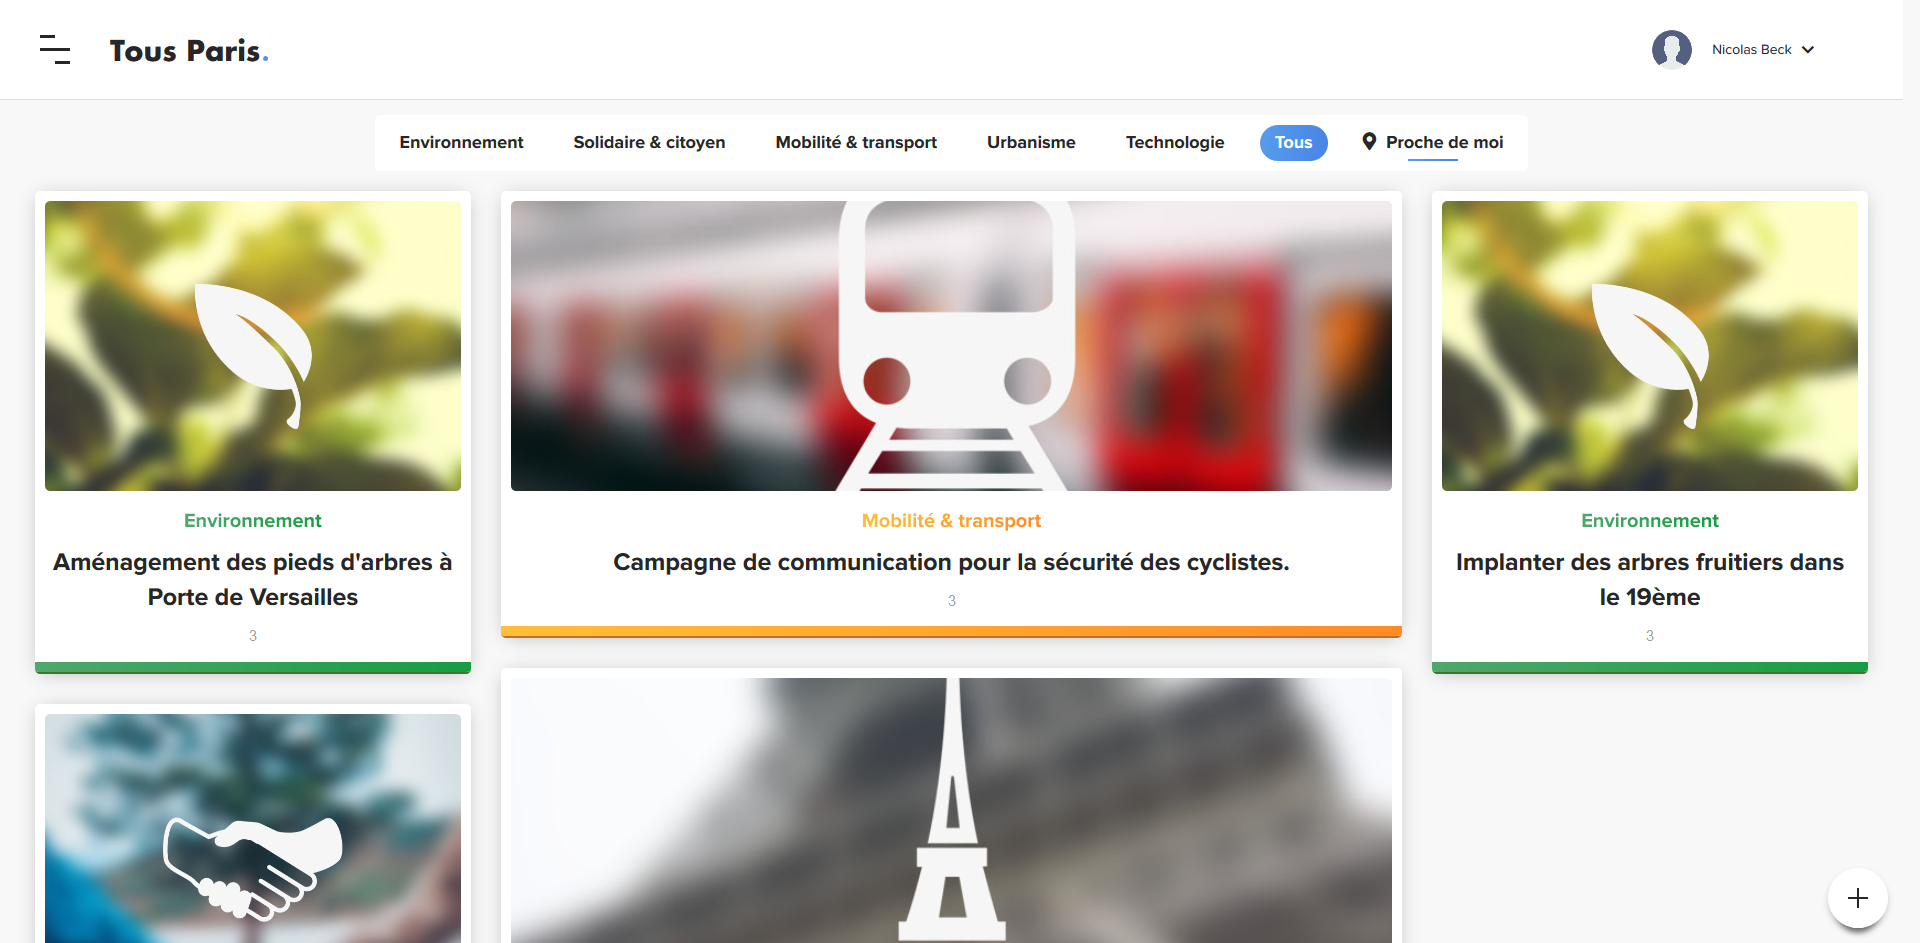 Tous Paris.
Nicolas Beck
Environnement
Solidaire & citoyen
Mobilité & transport
Urbanisme
Technologie
Tous
Proche de moi
Environnement
Aménagement des pieds d'arbres à
Porte de Versailles
3
Mobilité & transport
Campagne de communication pour la sécurité des cyclistes.
3
Environnement
Implanter des arbres fruitiers dans
le 19ème
3